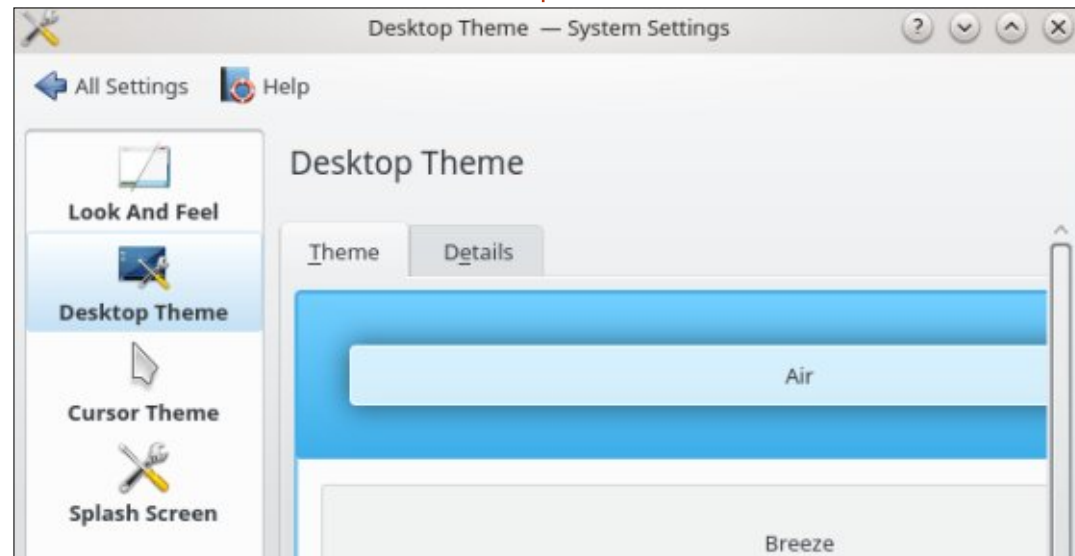 Desktop Theme — System Settings
All Settings Help
Look And Feel
Desktop Theme
Cursor Theme
Splash Screen
Desktop Theme
Theme Details
Air
Breeze